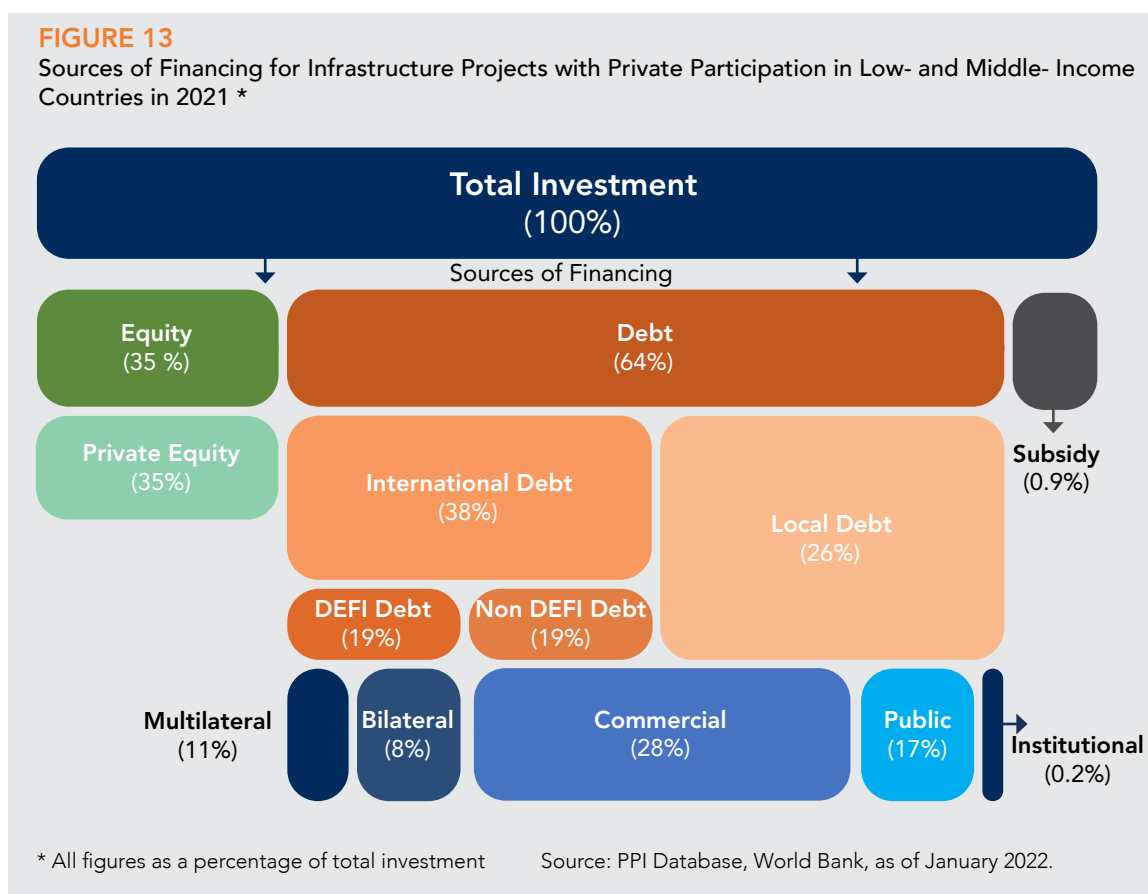 FIGURE 13
Sources of Financing for Infrastructure Projects with Private Participation in Low- and Middle- Income
Countries in 2021 *
Total Investment
(100%)
Sources of Financing
Equity
(35 %)
Debt
(64%)
Subsidy
(0.9%)
Private Equity
(35%)
International Debt
(38%)
Local Debt
(26%)
DEFI Debt
(19%)
Non DEFI Debt
(19%)
Multilateral
(11%)
Bilateral
(8%)
Commercial
(28%)
Public
(17%)
Institutional
(0.2%)
* All figures as a percentage of total investment
Source: PPI Database, World Bank, as of January 2022.